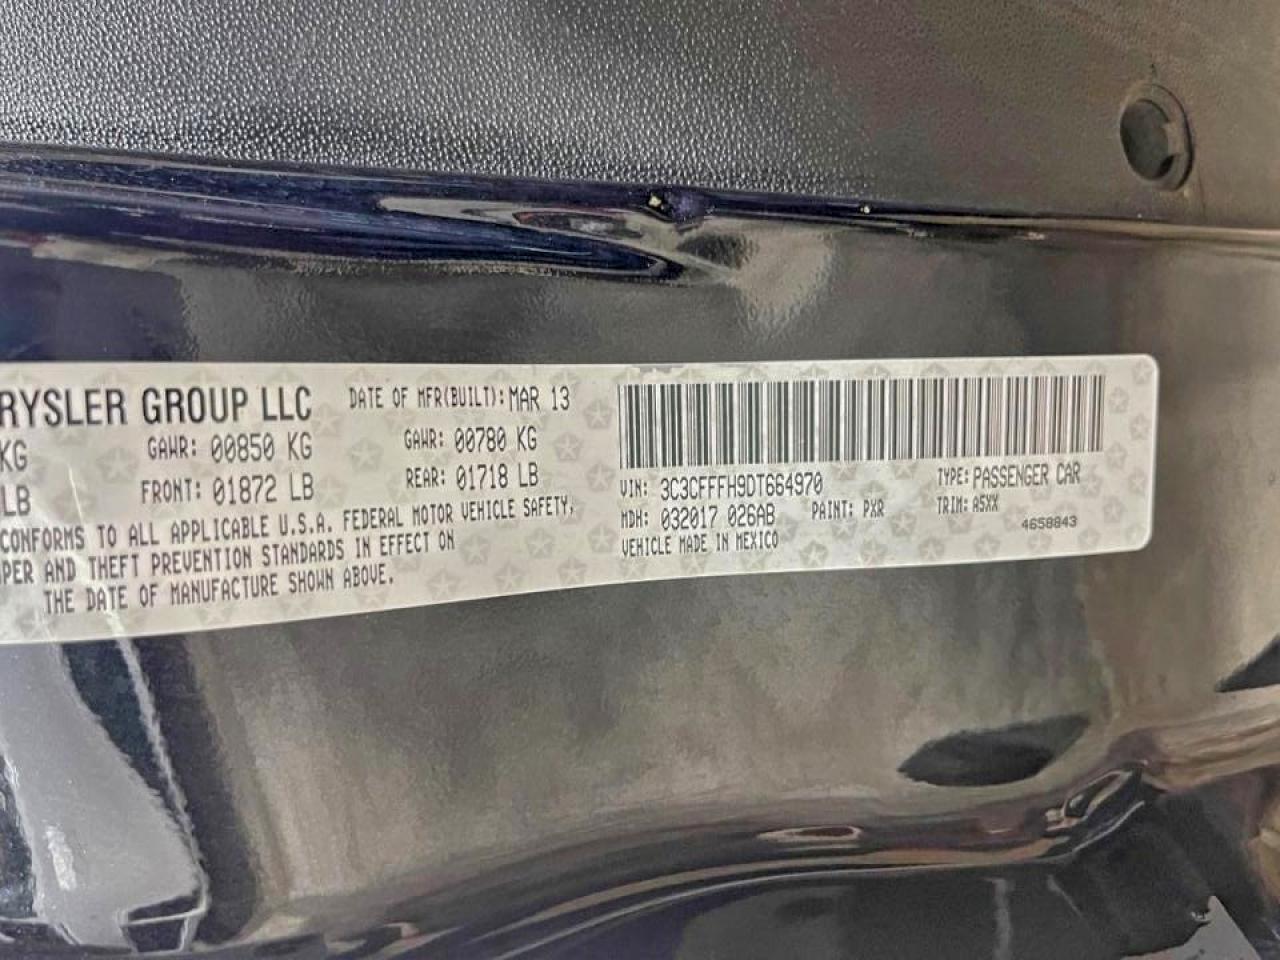 RYSLER GROUP LLC DATE OF MFR(BUILT): MAR 13
KG GAWR: 00850 KG GAWR: 00780 KG
LB FRONT: 01872 LB REAR: 01718 LB
CONFORMS TO ALL APPLICABLE U.S.A. FEDERAL MOTOR VEHICLE SAFETY,
PER AND THEFT PREVENTION STANDARDS IN EFFECT ON
THE DATE OF MANUFACTURE SHOWN ABOVE.
VIN: 3C3CFFFH9DT664970 TYPE: PASSENGER CAR
MDH: 032017 026AB PAINT: PXR TRIM: A5XX
VEHICLE MADE IN MEXICO 4658843